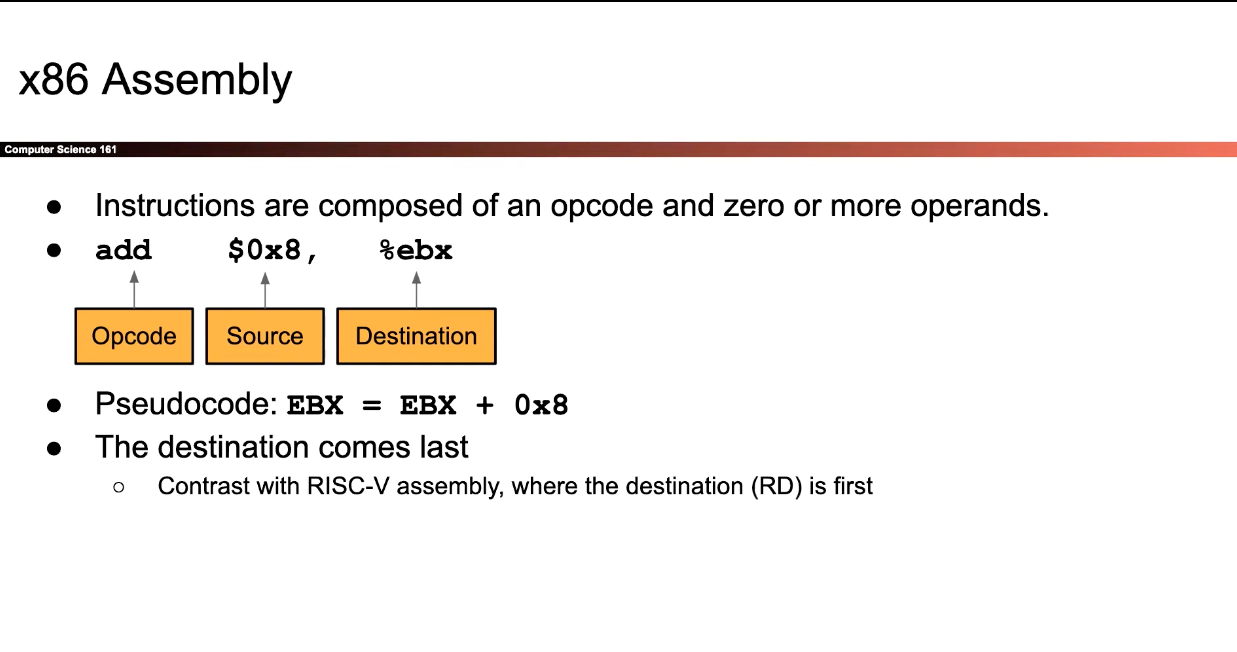 x86 Assembly
Computer Science 161
● Instructions are composed of an opcode and zero or more operands.
● add $0x8, %ebx
Opcode Source Destination
● Pseudocode: EBX = EBX + 0x8
● The destination comes last
○ Contrast with RISC-V assembly, where the destination (RD) is first